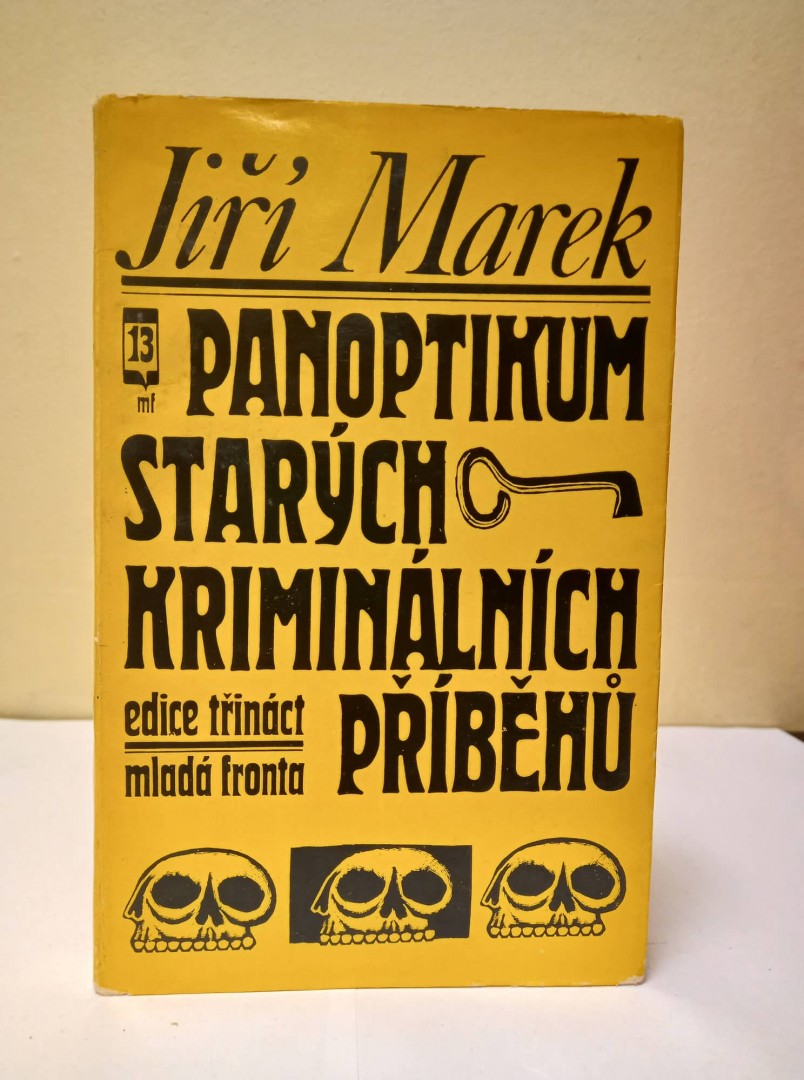 Jiří Marek
13
mf
PANOPTIKUM
STARÝCH
KRIMINÁLNÍCH
PŘÍBĚHŮ
edice třináct
mladá fronta